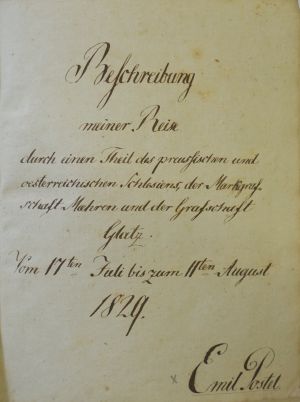 Beschreibung
meiner Reise
durch einen Theil des preussischen und
oesterreichischen Schlesiens, der Markgraf-
schaft Maehren und der Grafschaft
Glatz.
Vom 17ten Juli bis zum 11ten August
1829.
Emil Postel.